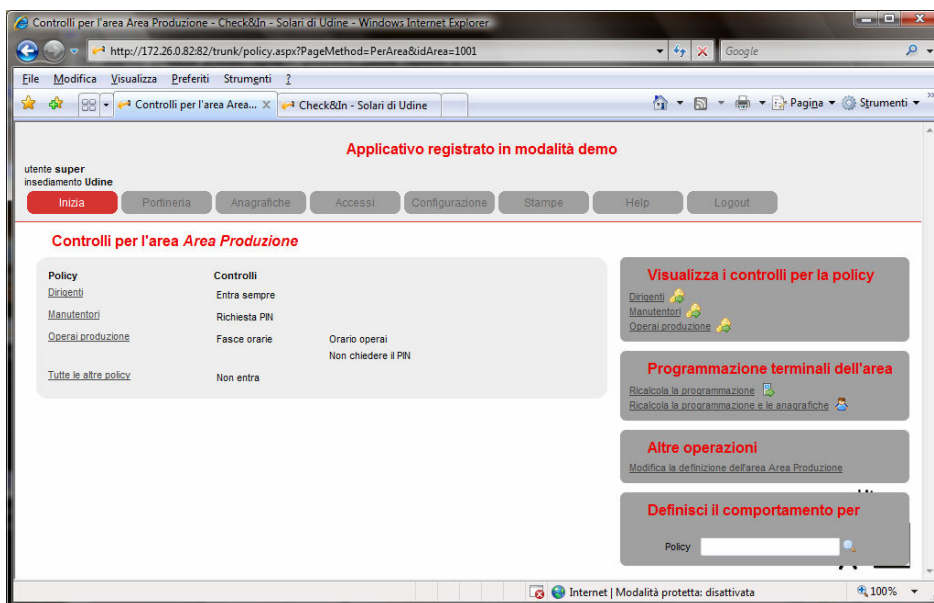 Controlli per l'area Area Produzione - Check&In - Solari di Udine - Windows Internet Explorer
http://172.26.0.82:82/trunk/policy.aspx?PageMethod=PerArea&idArea=1001
Google
File Modifica Visualizza Preferiti Strumenti ?
Controlli per l'area Area... X
Check&In - Solari di Udine
Pagina
Strumenti
Applicativo registrato in modalità demo
utente super
insediamento Udine
Inizia Portineria Anagrafiche Accessi Configurazione Stampe Help Logout
Controlli per l'area Area Produzione
Policy Controlli
Dirigenti Entra sempre
Manutentori Richiesta PIN
Operai produzione Fasce orarie Orario operai
Non chiedere il PIN
Tutte le altre policy Non entra
Visualizza i controlli per la policy
Dirigenti
Manutentori
Operai produzione
Programmazione terminali dell'area
Ricalcola la programmazione
Ricalcola la programmazione e le anagrafiche
Altre operazioni
Modifica la definizione dell'area Area Produzione
Definisci il comportamento per
Policy
Internet | Modalità protetta: disattivata
100%